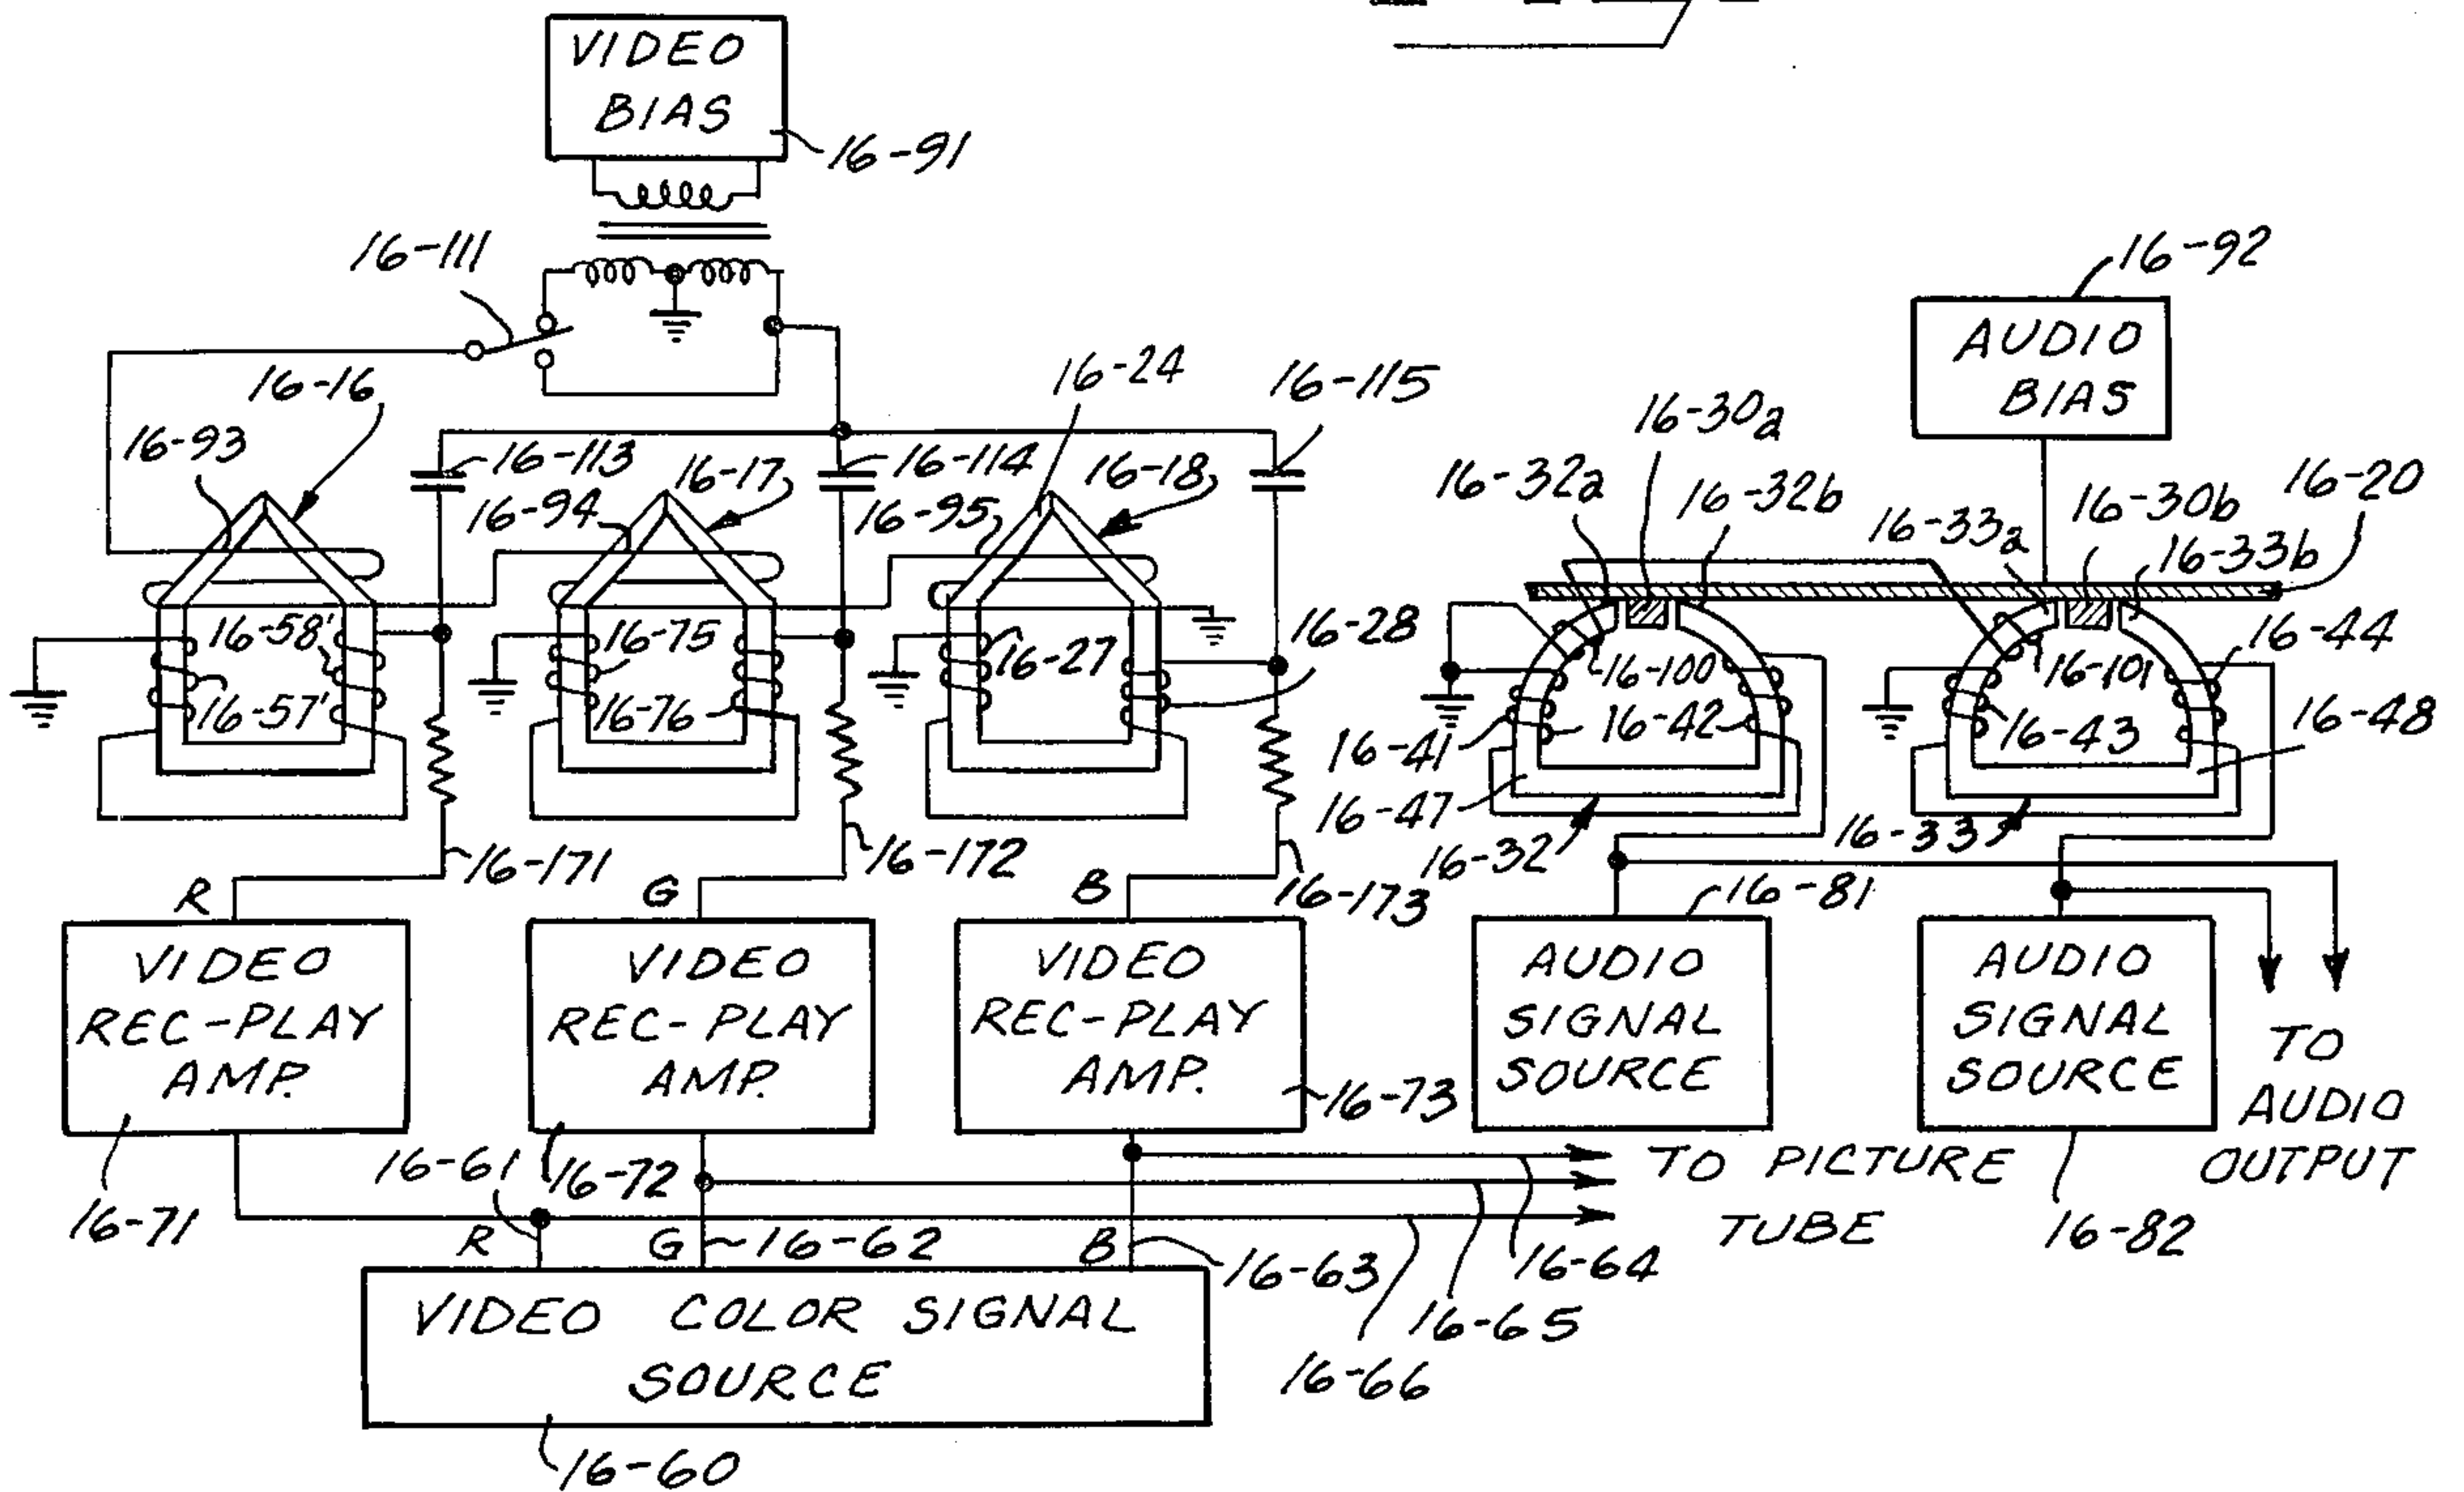 VIDEO
BIAS
16-91
16-111
16-92
AUDIO
BIAS
16-16
16-24
16-115
16-93
16-113
16-114
16-17
16-18
16-94
16-95
16-30a
16-32a
16-32b
16-20
16-30b
16-33a
16-33b
16-58'
16-75
16-27
16-28
16-44
16-57'
16-76
16-100
16-101
16-41
16-42
16-43
16-48
16-47
16-32
16-33
16-171
16-172
16-173
R
G
B
16-81
VIDEO
REC-PLAY
AMP.
VIDEO
REC-PLAY
AMP.
VIDEO
REC-PLAY
AMP.
AUDIO
SIGNAL
SOURCE
AUDIO
SIGNAL
SOURCE
TO
AUDIO
OUTPUT
16-73
16-61
16-72
TO PICTURE
TUBE
16-71
R
G
16-62
B
16-63
16-64
16-82
16-65
16-66
VIDEO COLOR SIGNAL
SOURCE
16-60